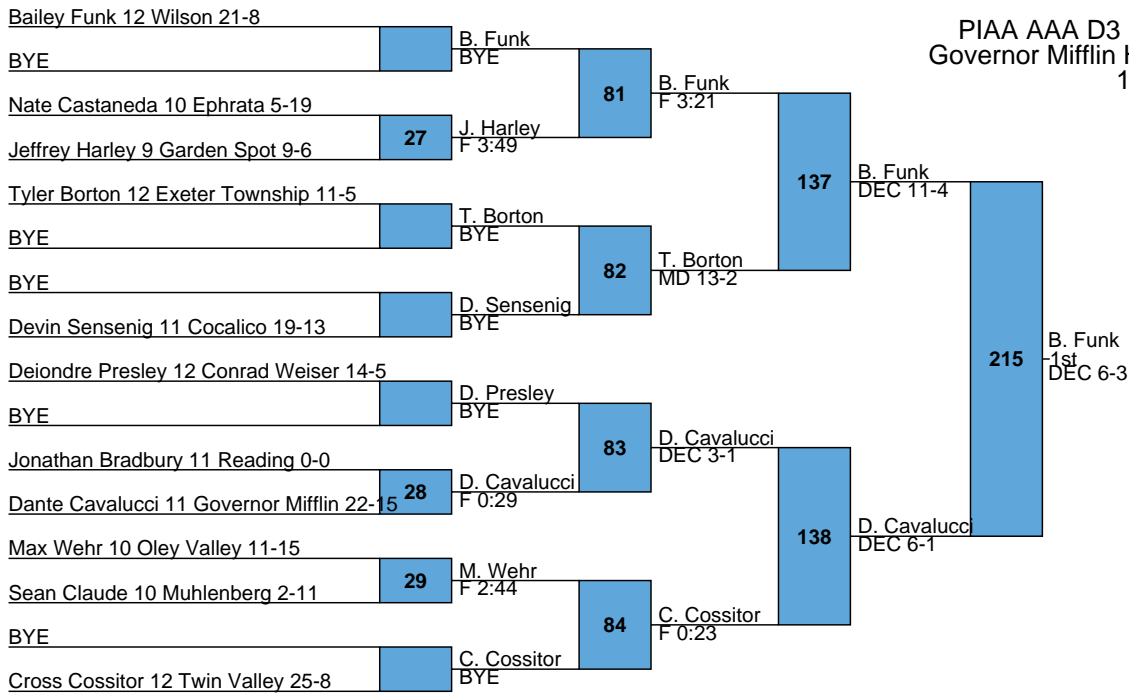 Bailey Funk 12 Wilson 21-8
BYE
Nate Castaneda 10 Ephrata 5-19
Jeffrey Harley 9 Garden Spot 9-6
Tyler Borton 12 Exeter Township 11-5
BYE
BYE
Devin Sensenig 11 Cocalico 19-13
Deiondre Presley 12 Conrad Weiser 14-5
BYE
Jonathan Bradbury 11 Reading 0-0
Dante Cavalucci 11 Governor Mifflin 22-15
Max Wehr 10 Oley Valley 11-15
Sean Claude 10 Muhlenberg 2-11
BYE
Cross Cossitor 12 Twin Valley 25-8
27
28
29
B. Funk
BYE
J. Harley
F 3:49
T. Borton
BYE
D. Sensenig
BYE
D. Presley
BYE
D. Cavalucci
F 0:29
M. Wehr
F 2:44
C. Cossitor
BYE
81
82
83
84
B. Funk
F 3:21
T. Borton
MD 13-2
D. Cavalucci
DEC 3-1
C. Cossitor
F 0:23
137
138
B. Funk
DEC 11-4
D. Cavalucci
DEC 6-1
215
B. Funk
1st
DEC 6-3
PIAA AAA D3
Governor Mifflin
1